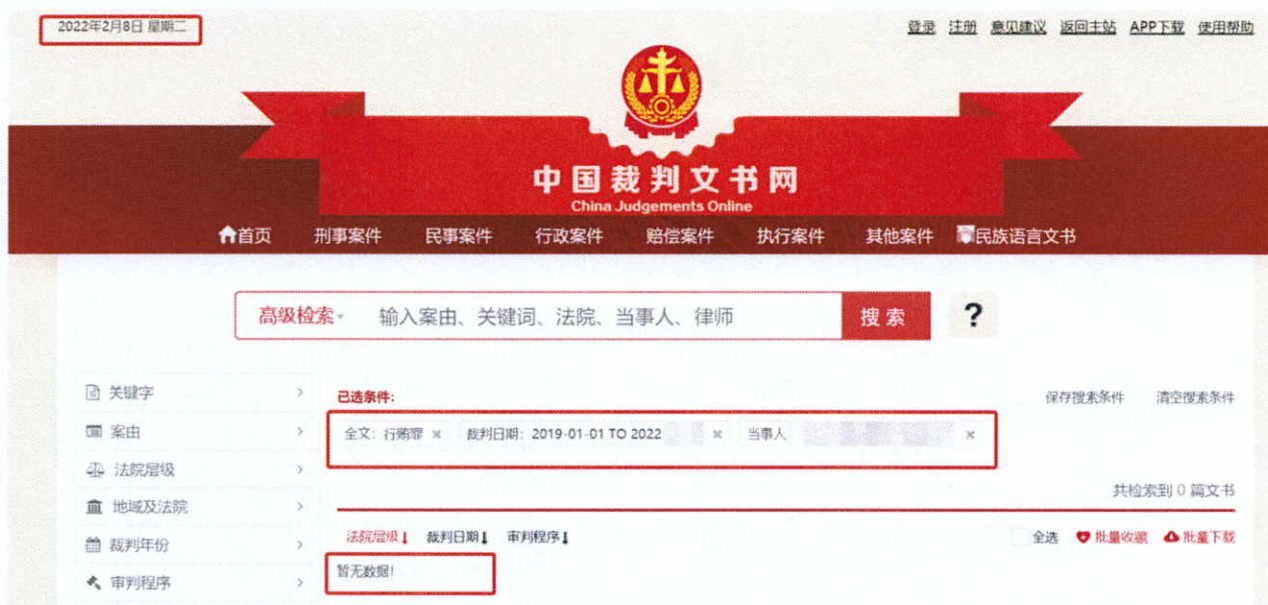 2022年2月8日 星期二
登录 注册 意见建议 返回主站 APP下载 使用帮助
中国裁判文书网
China Judgements Online
首页 刑事案件 民事案件 行政案件 赔偿案件 执行案件 其他案件 民族语言文书
高级检索 输入案由、关键词、法院、当事人、律师 搜索 ?
关键字
案由
法院层级
地域及法院
裁判年份
审判程序
已选条件:
保存搜索条件 清空搜索条件
全文: 行贿罪 × 裁判日期: 2019-01-01 TO 2022 × 当事人 ×
共检索到 0 篇文书
法院层级↓ 裁判日期↓ 审判程序↓
全选 批量收藏 批量下载
暂无数据!